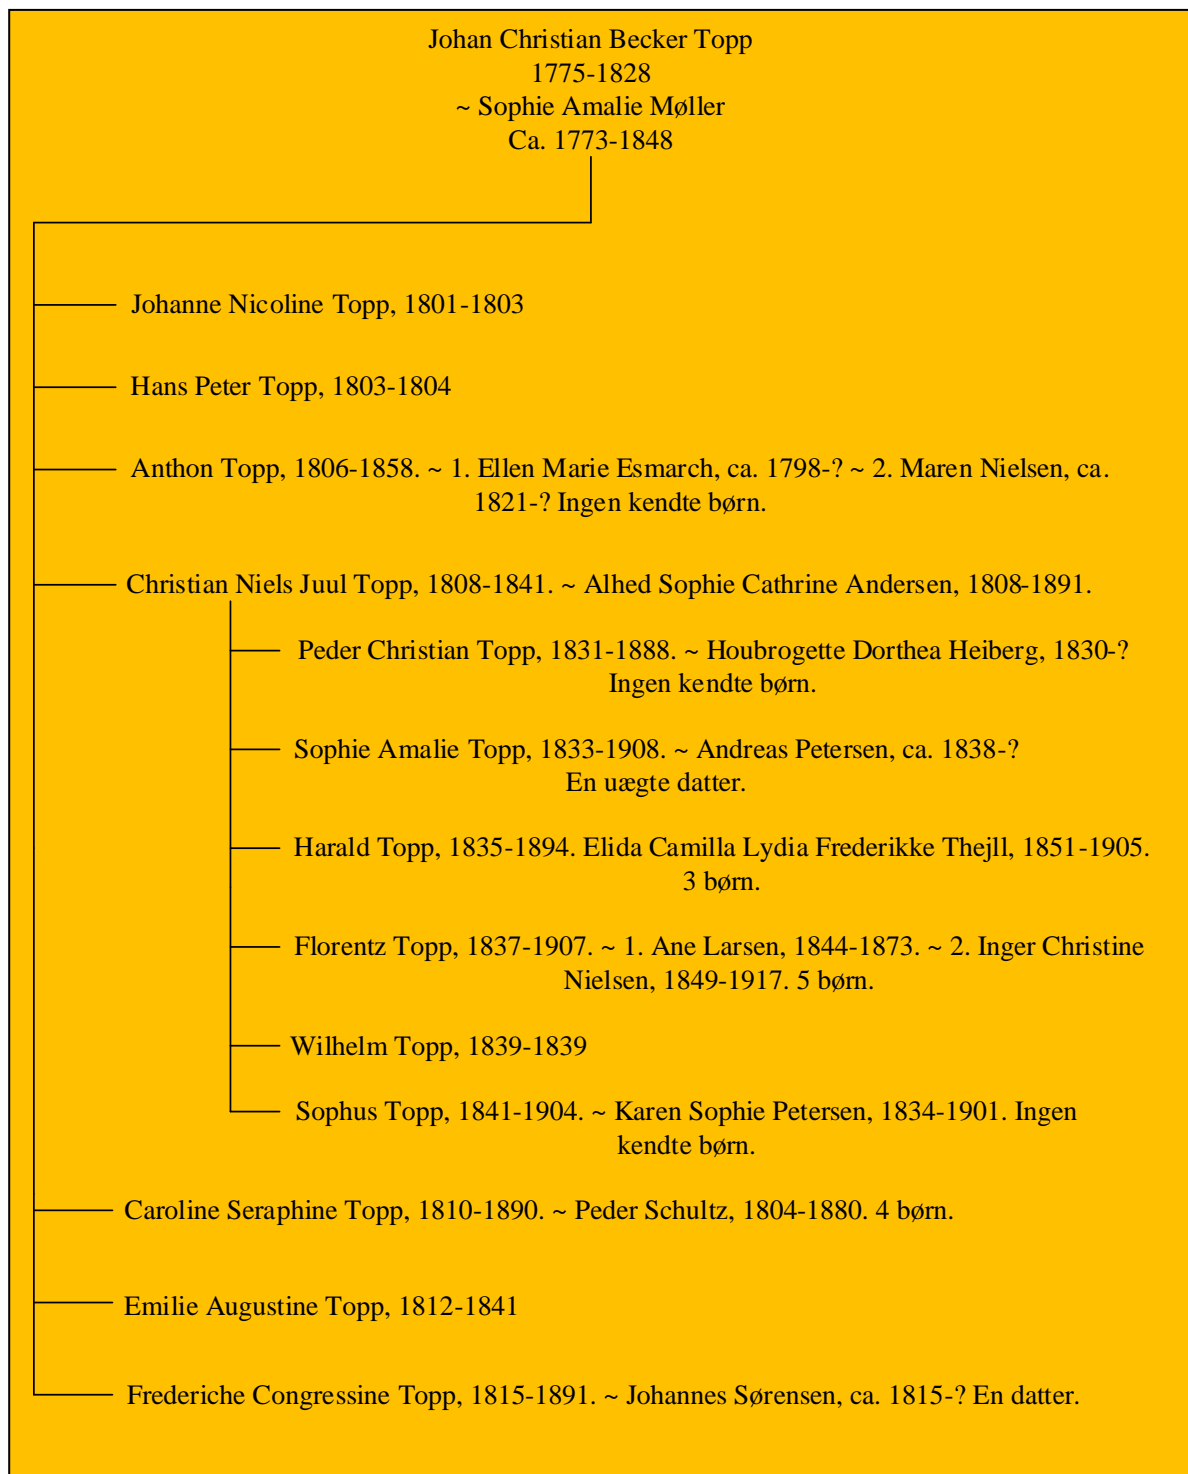 Johan Christian Becker Topp
1775-1828
~ Sophie Amalie Møller
Ca. 1773-1848
Johanne Nicoline Topp, 1801-1803
Hans Peter Topp, 1803-1804
Anthon Topp, 1806-1858. ~ 1. Ellen Marie Esmarch, ca. 1798-? ~ 2. Maren Nielsen, ca.
1821-? Ingen kendte børn.
Christian Niels Juul Topp, 1808-1841. ~ Alhed Sophie Cathrine Andersen, 1808-1891.
Peder Christian Topp, 1831-1888. ~ Houbrogette Dorthea Heiberg, 1830-?
Ingen kendte børn.
Sophie Amalie Topp, 1833-1908. ~ Andreas Petersen, ca. 1838-?
En uægte datter.
Harald Topp, 1835-1894. Elida Camilla Lydia Frederikke Thejll, 1851-1905.
3 børn.
Florentz Topp, 1837-1907. ~ 1. Ane Larsen, 1844-1873. ~ 2. Inger Christine
Nielsen, 1849-1917. 5 børn.
Wilhelm Topp, 1839-1839
Sophus Topp, 1841-1904. ~ Karen Sophie Petersen, 1834-1901. Ingen
kendte børn.
Caroline Seraphine Topp, 1810-1890. ~ Peder Schultz, 1804-1880. 4 børn.
Emilie Augustine Topp, 1812-1841
Frederiche Congressine Topp, 1815-1891. ~ Johannes Sørensen, ca. 1815-? En datter.